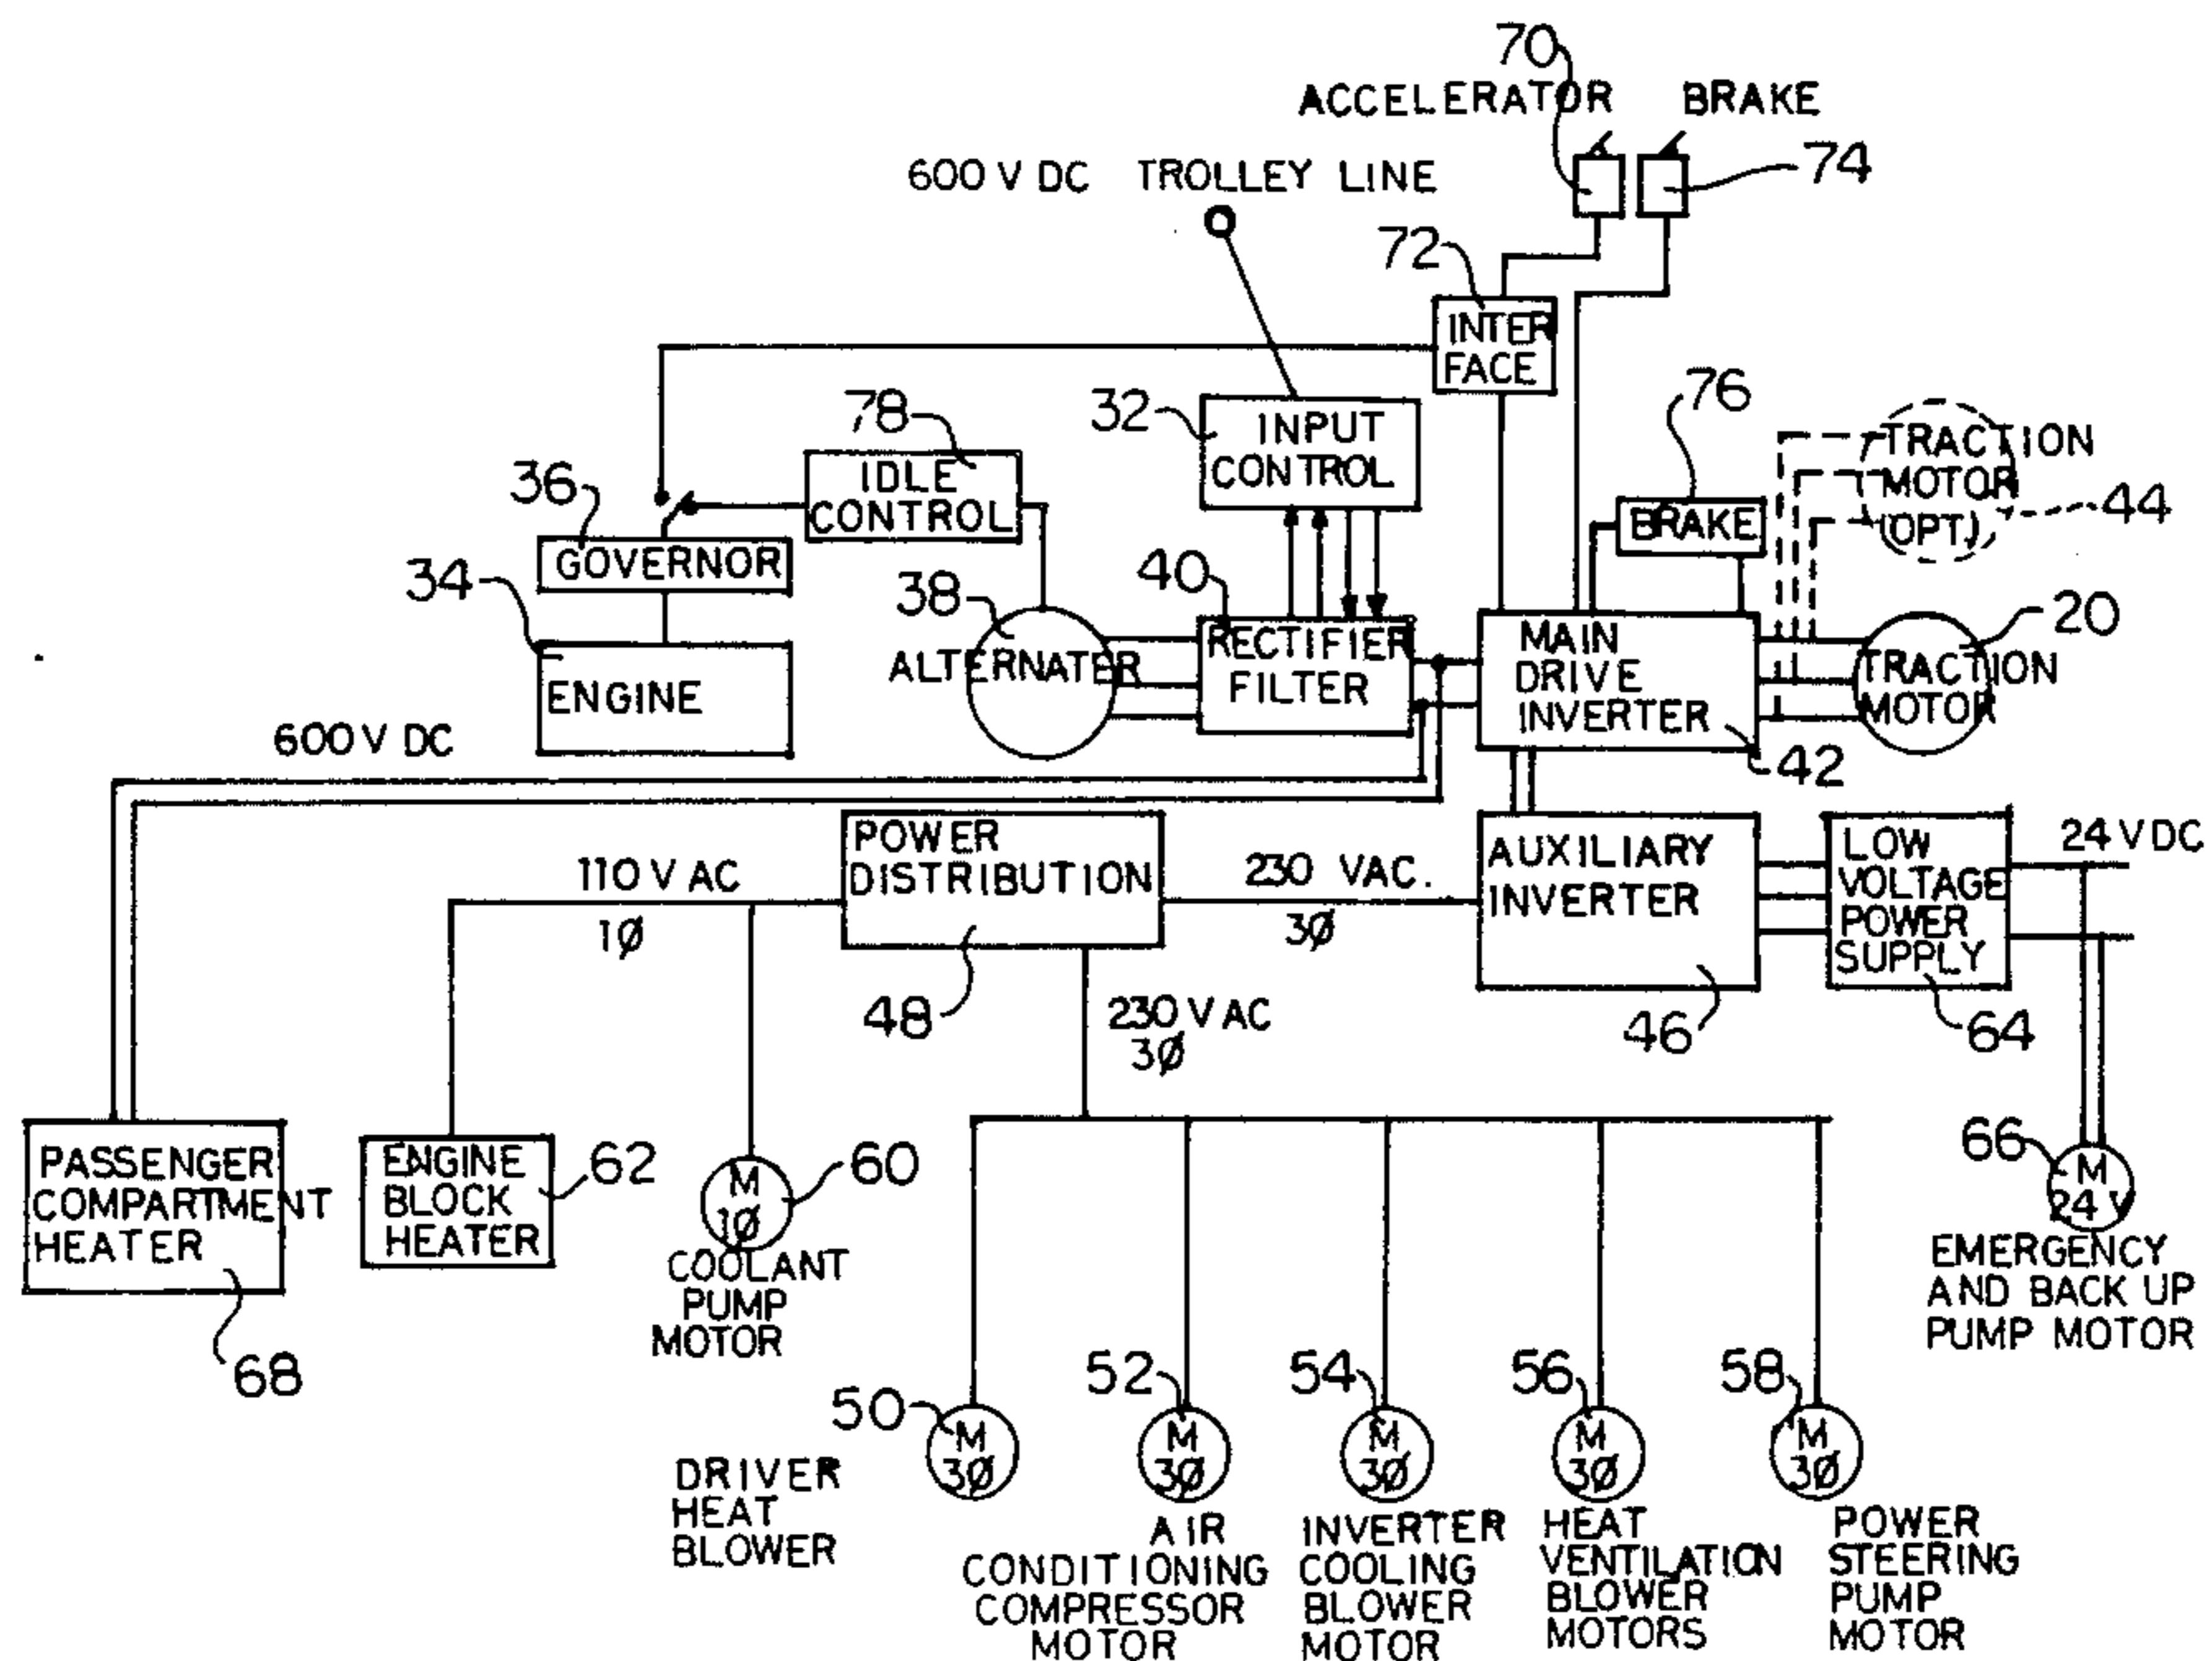 70
ACCELERATOR BRAKE
600 V DC TROLLEY LINE
74
72
INTER
FACE
76
32
INPUT
CONTROL
78
IDLE
CONTROL
TRACTION
MOTOR
(OPT.)
44
36
GOVERNOR
BRAKE
34
ENGINE
38
ALTERNATER
40
RECTIFIER
FILTER
MAIN
DRIVE
INVERTER
42
20
TRACTION
MOTOR
600 V DC
POWER
DISTRIBUTION
48
110 V AC
1Ø
230 VAC.
3Ø
AUXILIARY
INVERTER
46
LOW
VOLTAGE
POWER
SUPPLY
64
24 VDC
230 V AC
3Ø
PASSENGER
COMPARTMENT
HEATER
68
ENGINE
BLOCK
HEATER
62
M
1Ø
60
COOLANT
PUMP
MOTOR
66
M
24 V
EMERGENCY
AND BACK UP
PUMP MOTOR
50
M
3Ø
DRIVER
HEAT
BLOWER
52
M
3Ø
AIR
CONDITIONING
COMPRESSOR
MOTOR
54
M
3Ø
INVERTER
COOLING
BLOWER
MOTOR
56
M
3Ø
HEAT
VENTILATION
BLOWER
MOTORS
58
M
3Ø
POWER
STEERING
PUMP
MOTOR